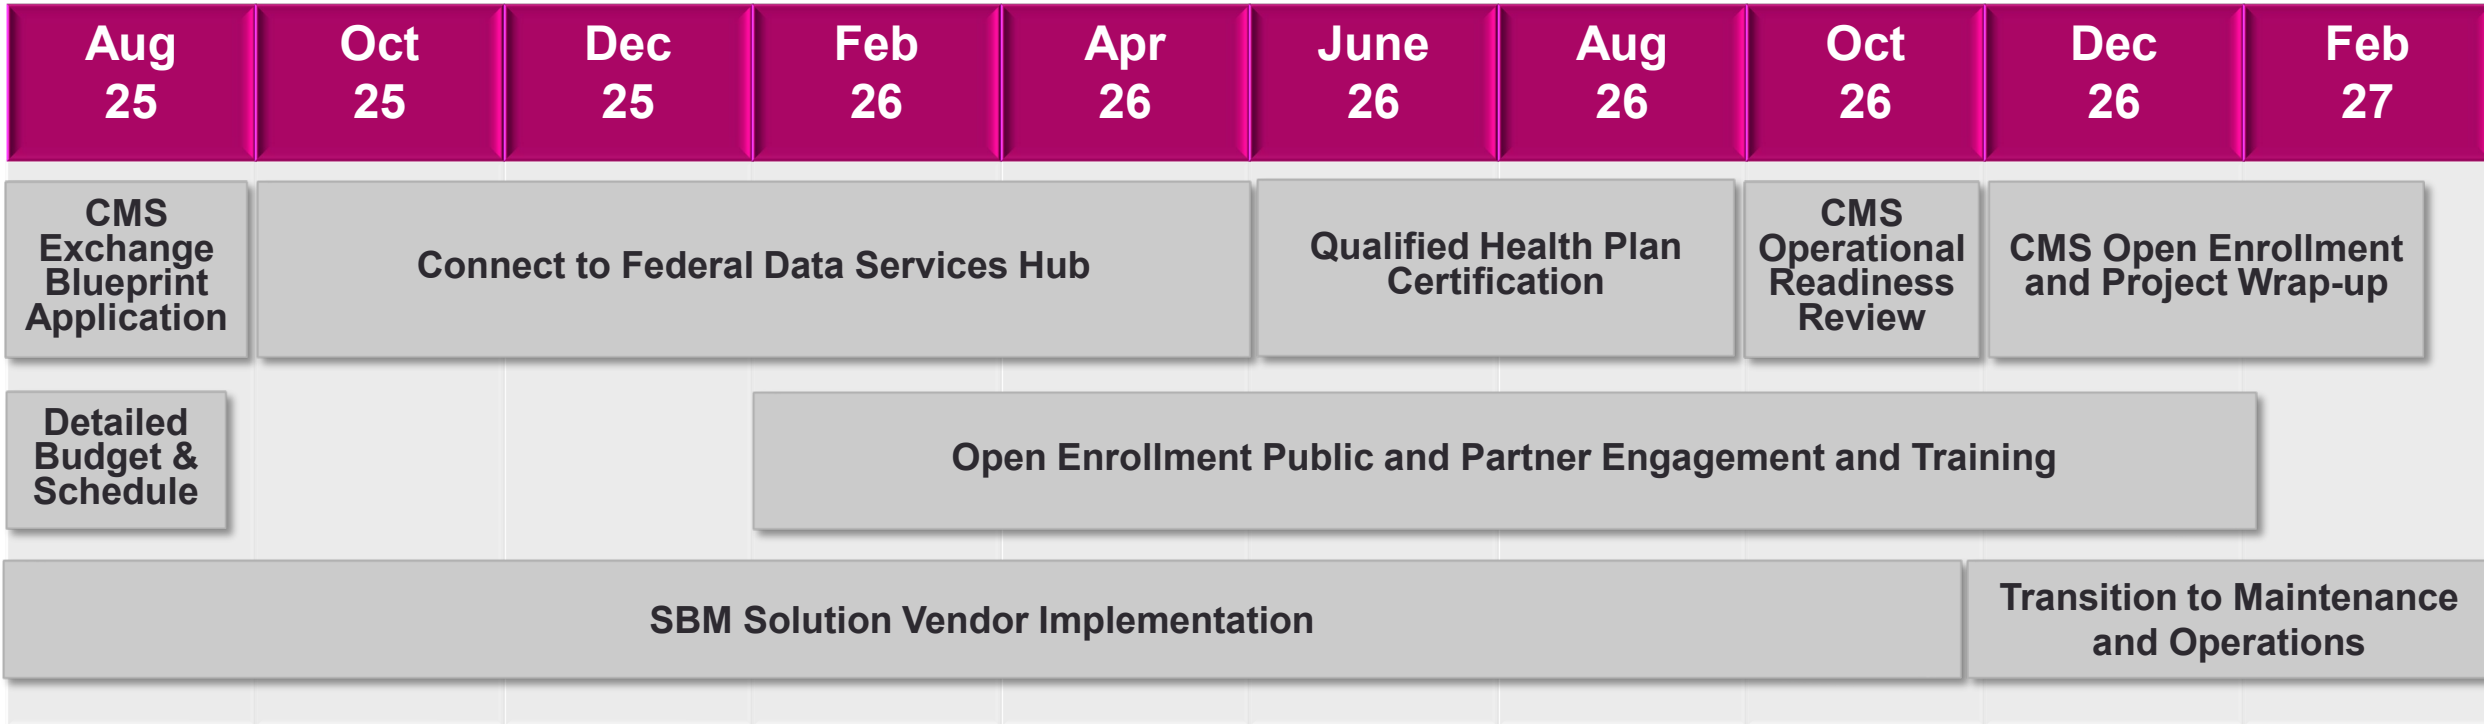 Aug
25
Oct
25
Dec
25
Feb
26
Apr
26
June
26
Aug
26
Oct
26
Dec
26
Feb
27
CMS
Exchange
Blueprint
Application
Connect to Federal Data Services Hub
Qualified Health Plan
Certification
CMS
Operational
Readiness
Review
CMS Open Enrollment
and Project Wrap-up
Detailed
Budget &
Schedule
Open Enrollment Public and Partner Engagement and Training
SBM Solution Vendor Implementation
Transition to Maintenance
and Operations